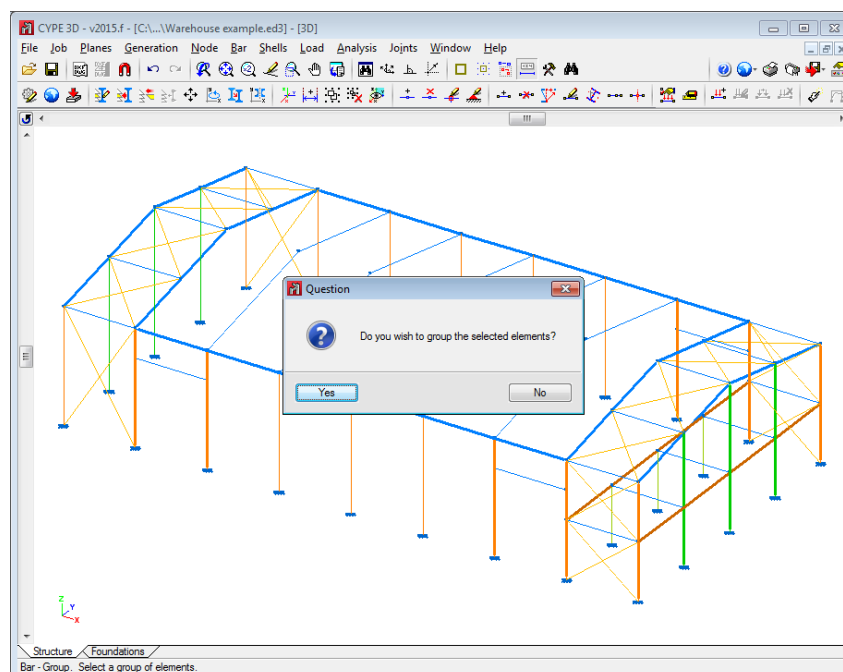 CYPE 3D - v2015.f - [C:\...\Warehouse example.ed3] - [3D]
File Job Planes Generation Node Bar Shells Load Analysis Joints Window Help
Question
Do you wish to group the selected elements?
Yes No
Z
Y
X
Structure Foundations
Bar - Group. Select a group of elements.